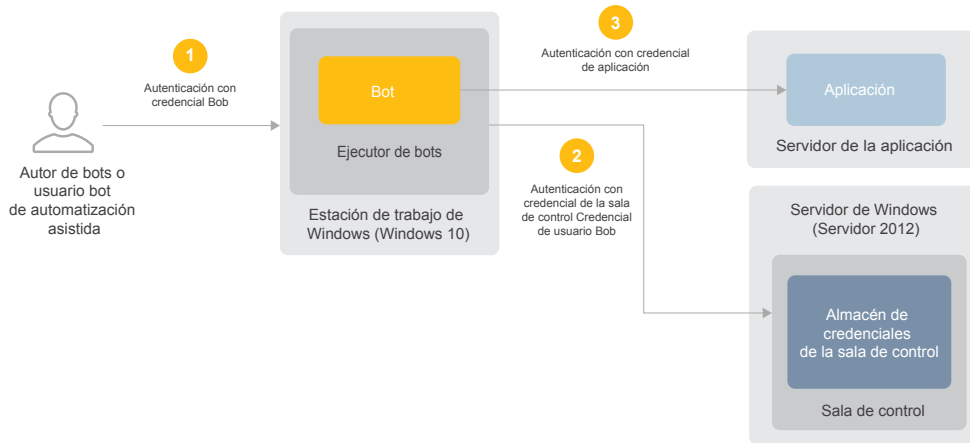 Autor de bots o
usuario bot
de automatización
asistida
1
Autenticación con
credencial Bob
Bot
Ejecutor de bots
Estación de trabajo de
Windows (Windows 10)
2
Autenticación con
credencial de la sala
de control Credencial
de usuario Bob
3
Autenticación con credencial
de aplicación
Aplicación
Servidor de la aplicación
Servidor de Windows
(Servidor 2012)
Almacén de
credenciales
de la sala de control
Sala de control